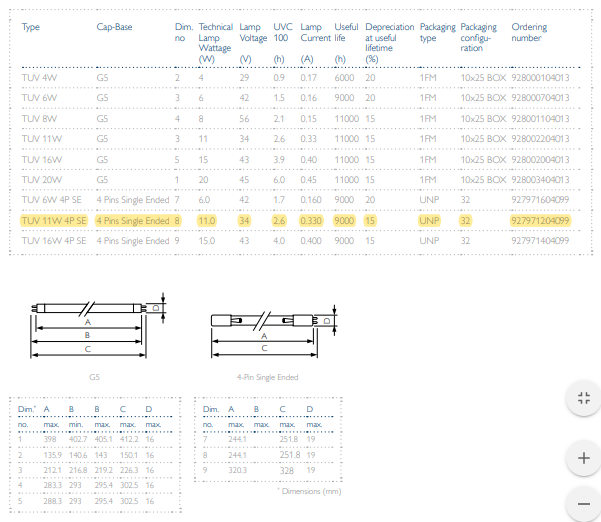 Type Cap-Base Dim. no Technical Lamp Wattage (W) Lamp Voltage (V) UVC 100 (h) Lamp Current (A) Useful life (h) Depreciation at useful lifetime (%) Packaging type Packaging configu- ration Ordering number
TUV 4W G5 2 4 29 0.9 0.17 6000 20 1FM 10x25 BOX 928000104013
TUV 6W G5 3 6 42 1.5 0.16 9000 20 1FM 10x25 BOX 928000704013
TUV 8W G5 4 8 56 2.1 0.15 11000 15 1FM 10x25 BOX 928001104013
TUV 11W G5 3 11 34 2.6 0.33 11000 15 1FM 10x25 BOX 928002204013
TUV 16W G5 5 15 43 3.9 0.40 11000 15 1FM 10x25 BOX 928002004013
TUV 20W G5 1 20 45 6.0 0.45 11000 15 1FM 10x25 BOX 928003404013
TUV 6W 4P SE 4 Pins Single Ended 7 6.0 42 1.7 0.160 9000 20 UNP 32 927971604099
TUV 11W 4P SE 4 Pins Single Ended 8 11.0 34 2.6 0.330 9000 15 UNP 32 927971204099
TUV 16W 4P SE 4 Pins Single Ended 9 15.0 43 4.0 0.400 9000 15 UNP 32 927971404099
A
B
C
D
G5
A
C
D
4-Pin Single Ended
Dim.* A B B C D
no. max. min. max. max. max.
1 398 402.7 405.1 412.2 16
2 135.9 140.6 143 150.1 16
3 212.1 216.8 219.2 226.3 16
4 283.3 293 295.4 302.5 16
5 288.3 293 295.4 302.5 16
Dim. A B C D
no. max. max. max. max.
7 244.1 251.8 19
8 244.1 251.8 19
9 320.3 328 19
* Dimensions (mm)